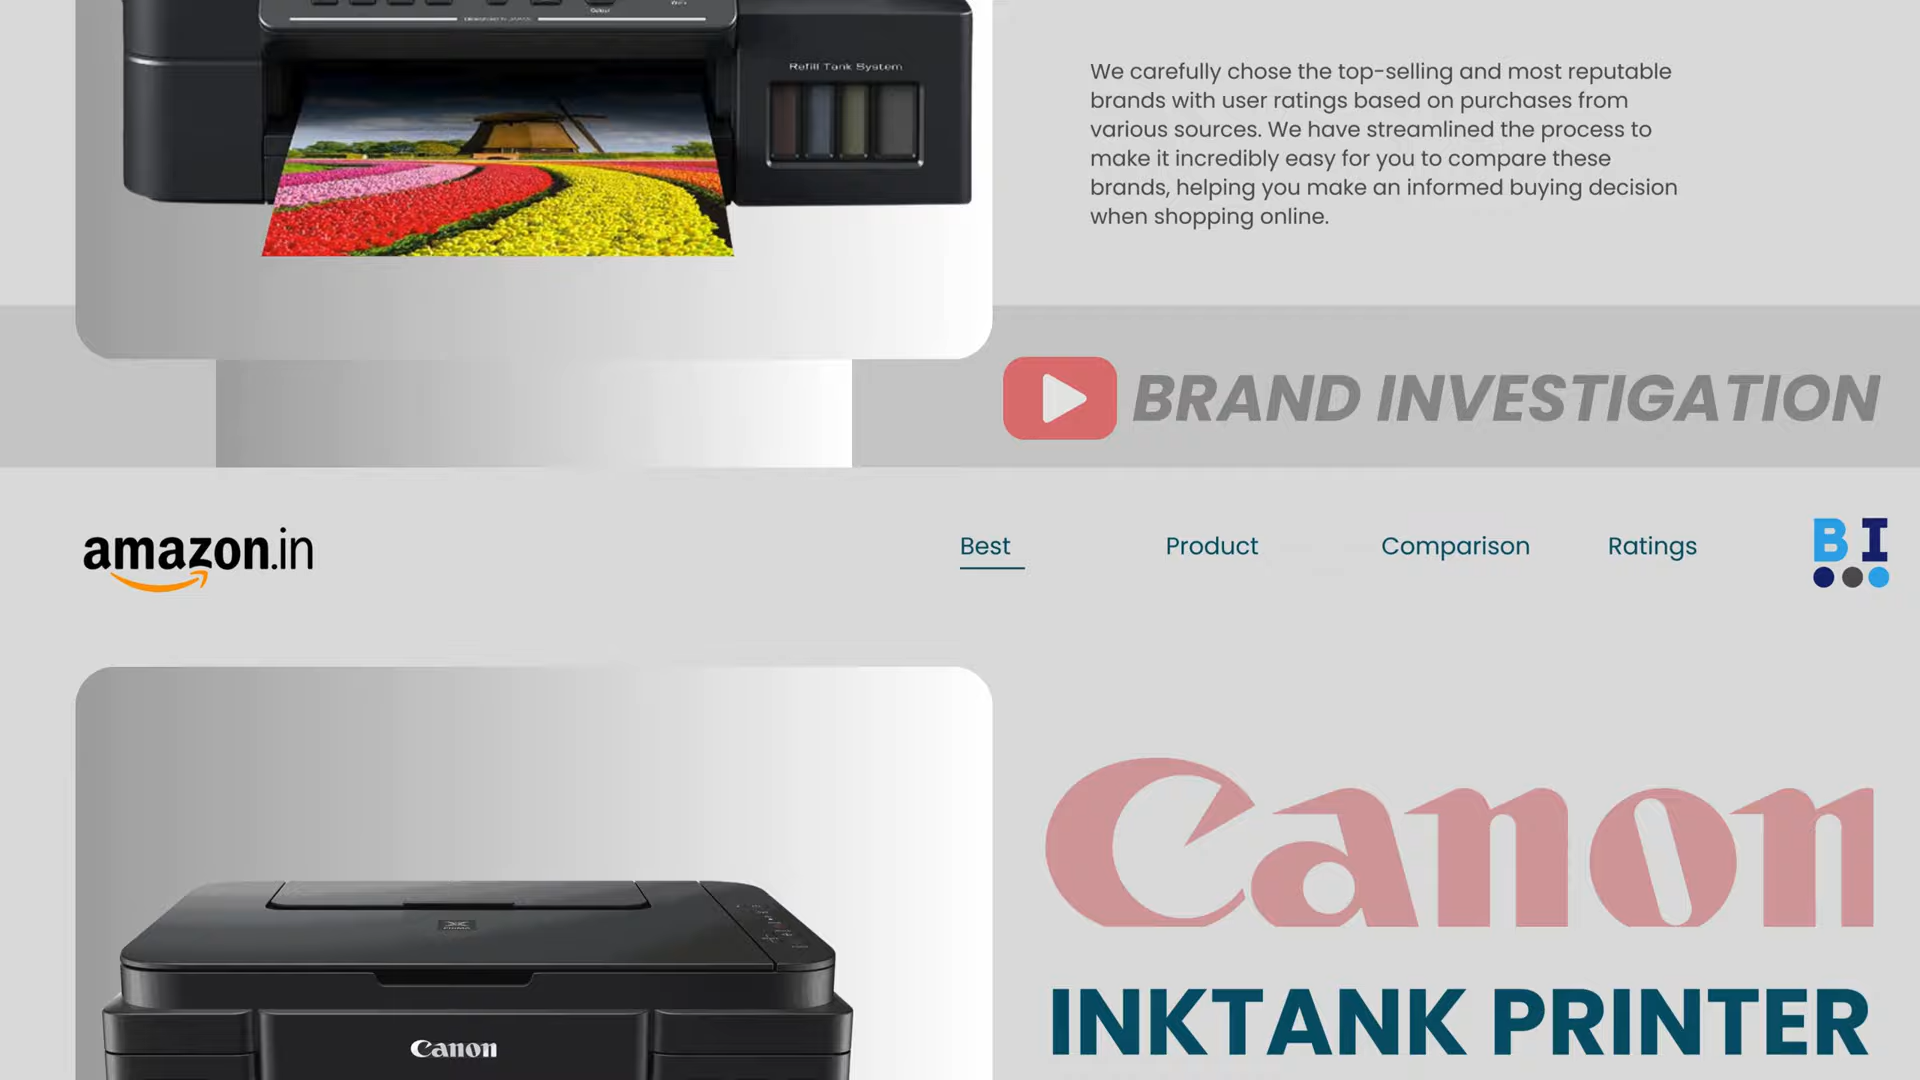 Colour
Refill Tank System
We carefully chose the top-selling and most reputable
brands with user ratings based on purchases from
various sources. We have streamlined the process to
make it incredibly easy for you to compare these
brands, helping you make an informed buying decision
when shopping online.
BRAND INVESTIGATION
amazon.in
Best Product Comparison Ratings
B I
Canon
INKTANK PRINTER
Canon